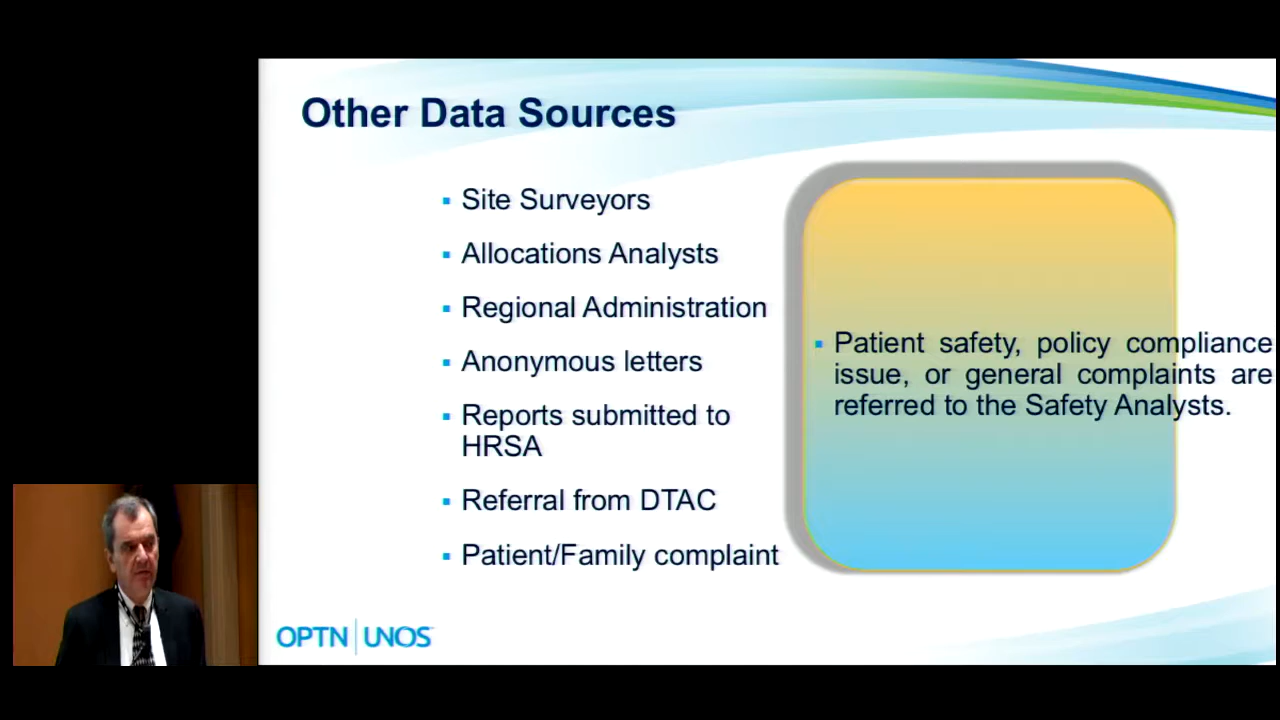 Other Data Sources
▪ Site Surveyors
▪ Allocations Analysts
▪ Regional Administration
▪ Anonymous letters
▪ Reports submitted to
HRSA
▪ Referral from DTAC
▪ Patient/Family complaint
▪ Patient safety, policy compliance
issue, or general complaints are
referred to the Safety Analysts.
OPTN UNOS